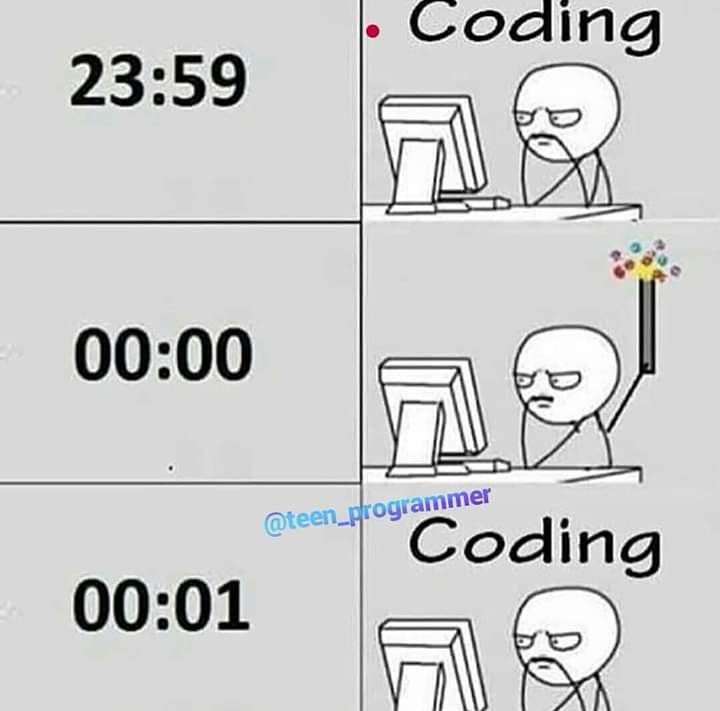 Coding
23:59
00:00
@teen_programmer
Coding
00:01